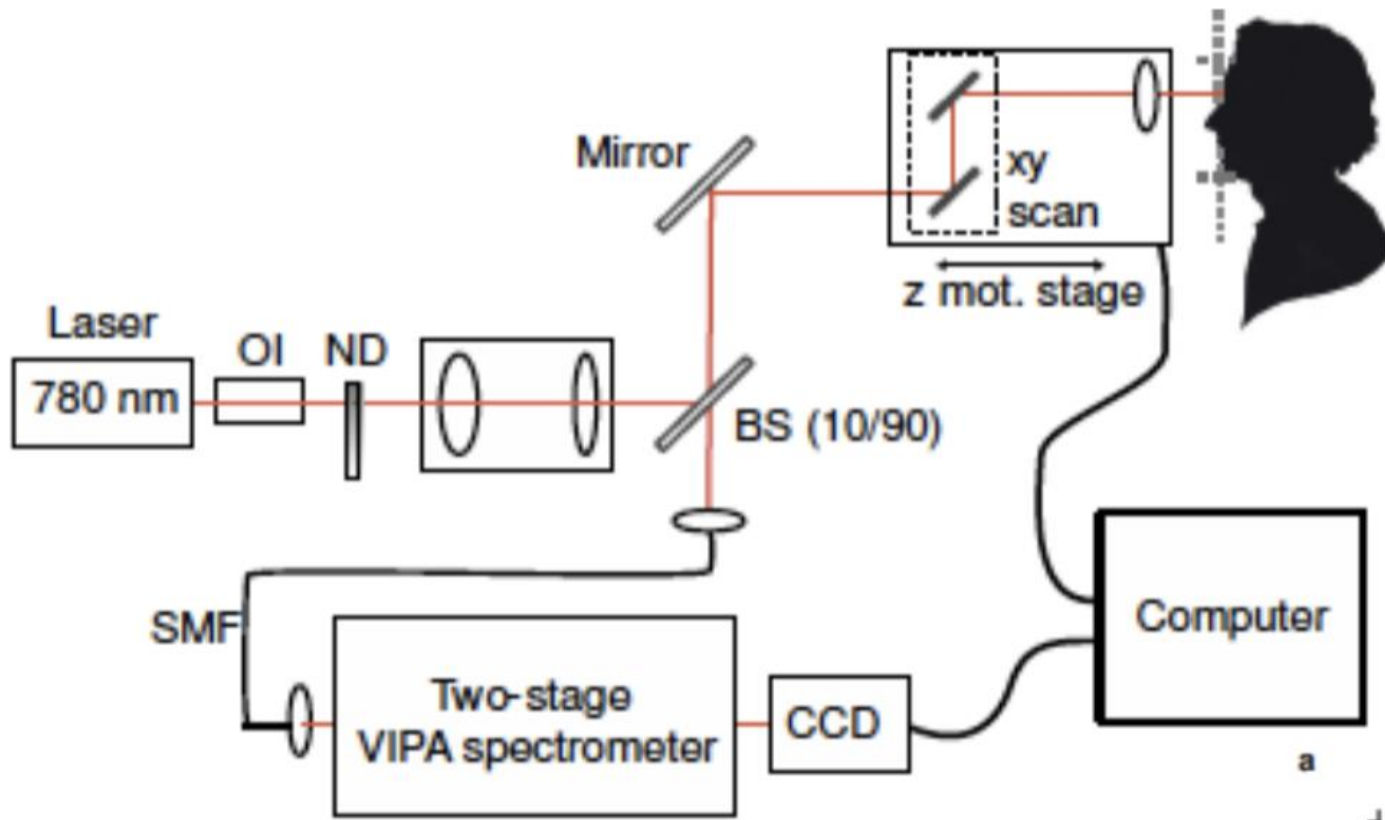 Mirror
xy
scan
z mot. stage
Laser
780 nm
OI
ND
BS (10/90)
SMF
Two-stage
VIPA spectrometer
CCD
Computer
a